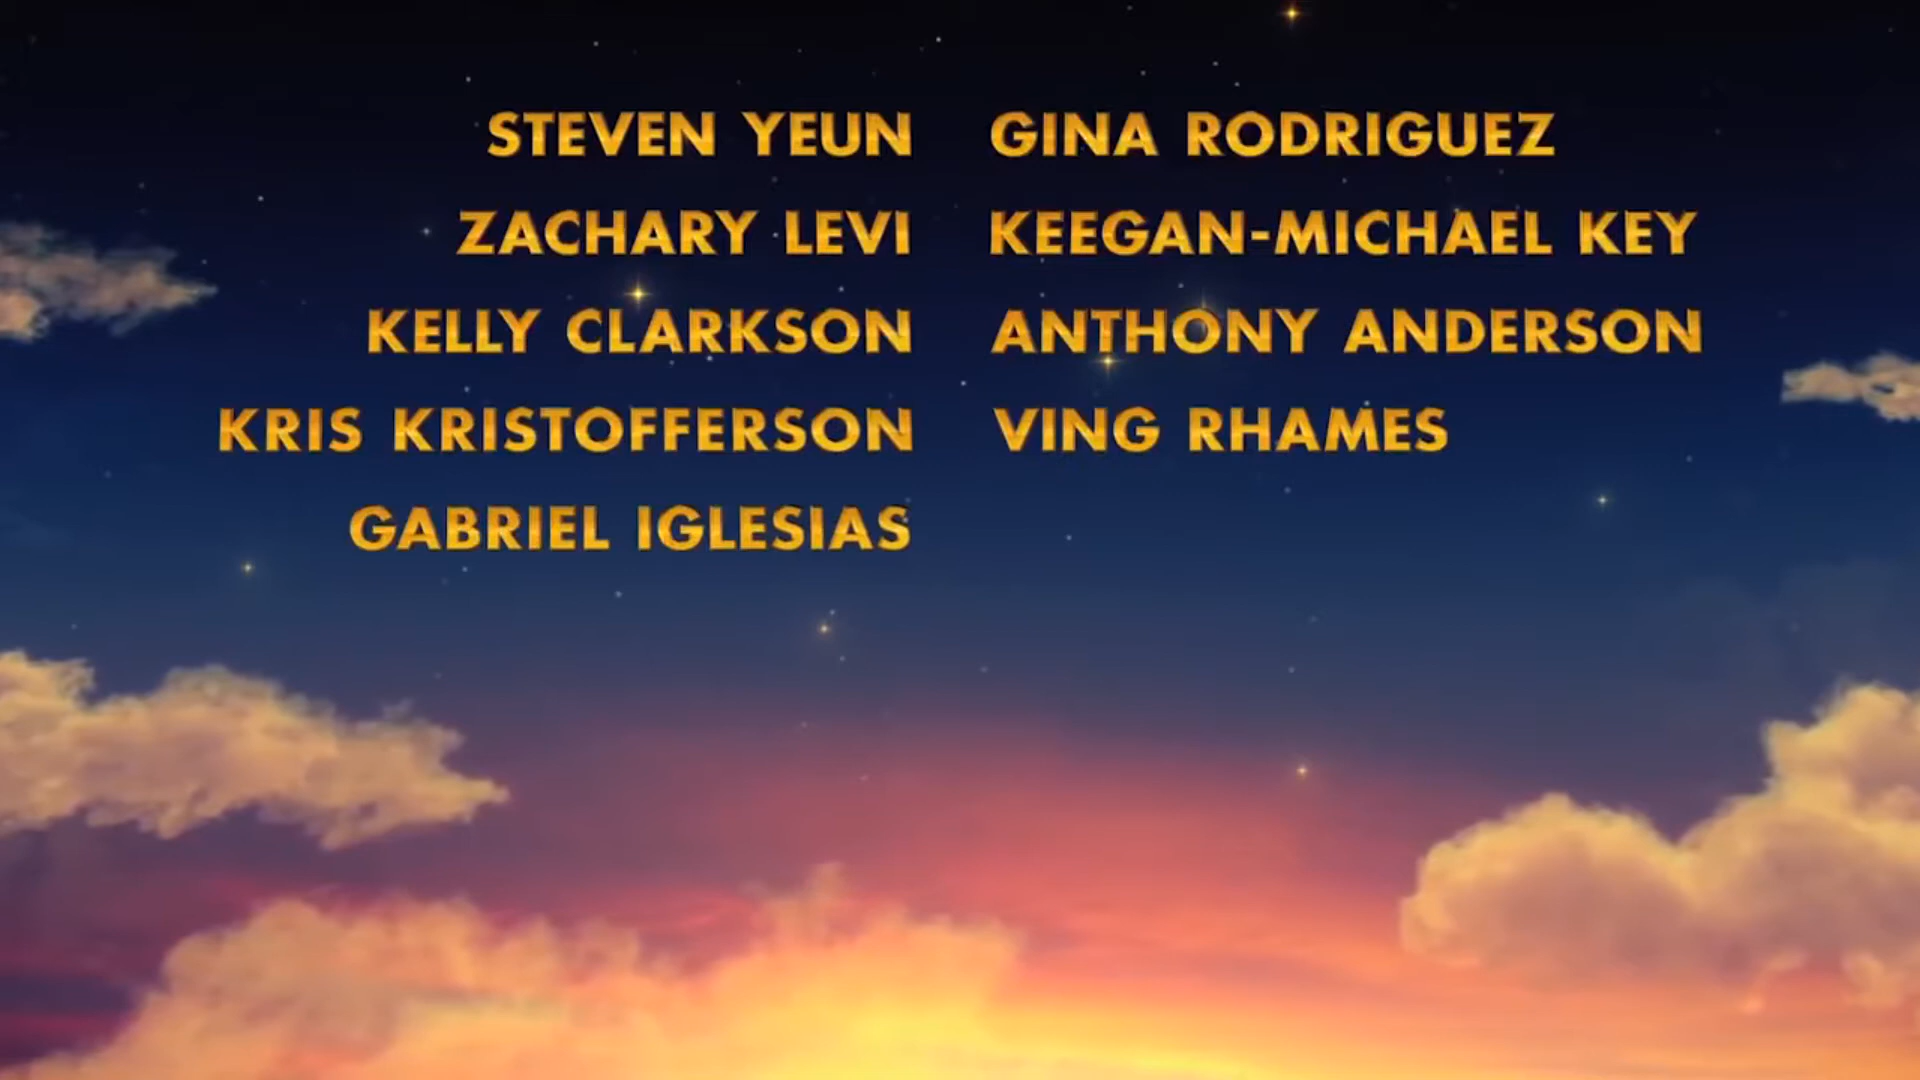 STEVEN YEUN GINA RODRIGUEZ
ZACHARY LEVI KEEGAN-MICHAEL KEY
KELLY CLARKSON ANTHONY ANDERSON
KRIS KRISTOFFERSON VING RHAMES
GABRIEL IGLESIAS